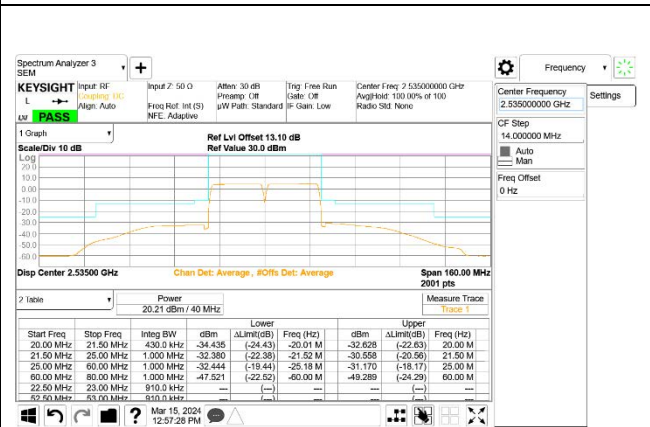 Spectrum Analyzer 3
SEM
+
Frequency
KEYSIGHT
Input: RF
Coupling: DC
Align: Auto
Input Z: 50 Ω
Freq Ref: Int (S)
NFE: Adaptive
Atten: 30 dB
Preamp: Off
µW Path: Standard
Trig: Free Run
Gate: Off
IF Gain: Low
Center Freq: 2.535000000 GHz
Avg|Hold: 100.00% of 100
Radio Std: None
L
PASS
Center Frequency
2.535000000 GHz
Settings
CF Step
14.000000 MHz
Auto
Man
Freq Offset
0 Hz
1 Graph
Scale/Div 10 dB
Ref Lvl Offset 13.10 dB
Ref Value 30.0 dBm
Log
20.0
10.0
0.00
-10.0
-20.0
-30.0
-40.0
-50.0
-60.0
Disp Center 2.53500 GHz
Chan Det: Average , #Offs Det: Average
Span 160.00 MHz
2001 pts
2 Table
Power
20.21 dBm / 40 MHz
Measure Trace
Trace 1
Lower Upper
Start Freq Stop Freq Integ BW dBm ΔLimit(dB) Freq (Hz) dBm ΔLimit(dB) Freq (Hz)
20.00 MHz 21.50 MHz 430.0 kHz -34.435 (-24.43) -20.01 M -32.628 (-22.63) 20.00 M
21.50 MHz 25.00 MHz 1.000 MHz -32.380 (-22.38) -21.52 M -30.558 (-20.56) 21.50 M
25.00 MHz 60.00 MHz 1.000 MHz -32.444 (-19.44) -25.18 M -31.170 (-18.17) 25.00 M
60.00 MHz 80.00 MHz 1.000 MHz -47.521 (-22.52) -60.00 M -49.289 (-24.29) 60.00 M
22.50 MHz 23.00 MHz 910.0 kHz --- (---) --- (---)
52.50 MHz 53.00 MHz 910.0 kHz --- (---) --- (---)
?
Mar 15, 2024
12:57:28 PM